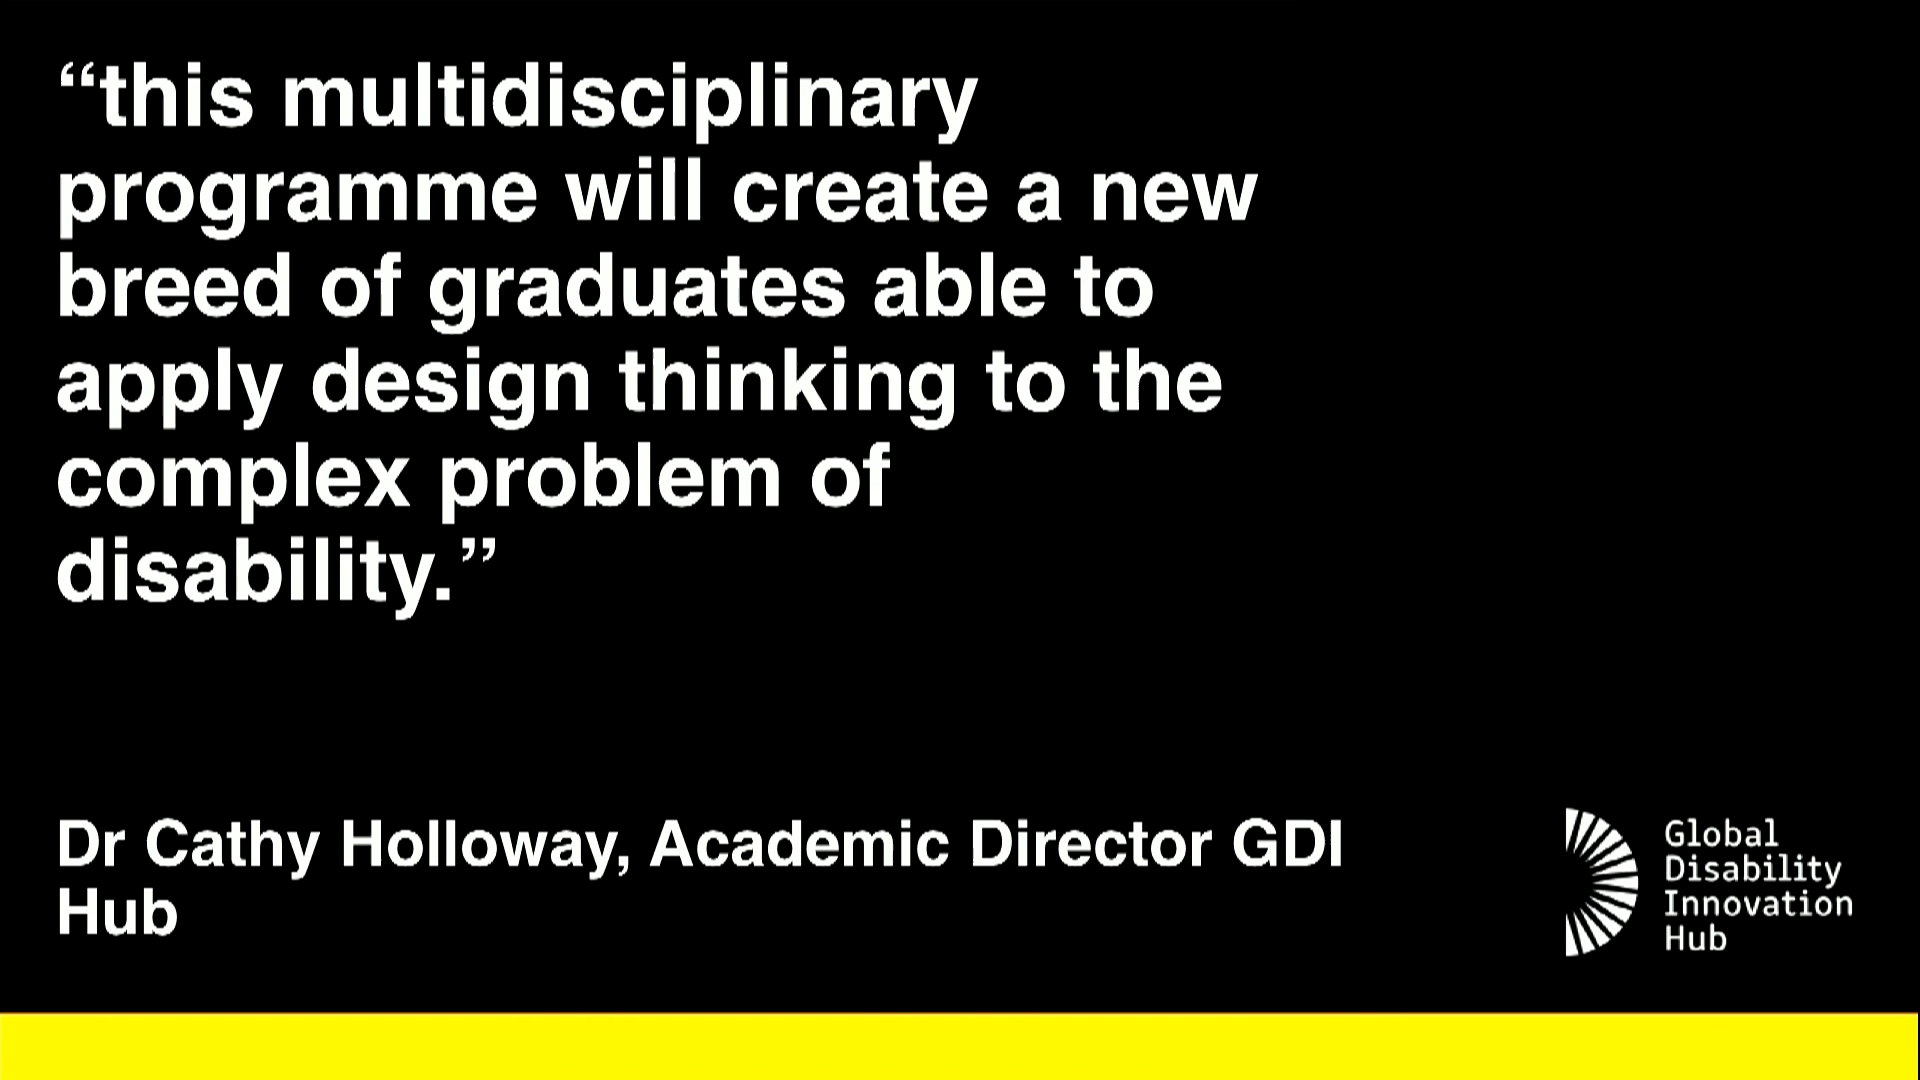 “this multidisciplinary
programme will create a new
breed of graduates able to
apply design thinking to the
complex problem of
disability.”
Dr Cathy Holloway, Academic Director GDI
Hub
Global
Disability
Innovation
Hub